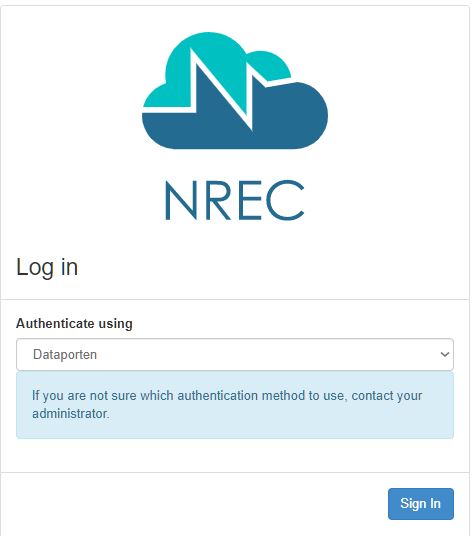 NREC
Log in
Authenticate using
Dataporten
If you are not sure which authentication method to use, contact your
administrator.
Sign In